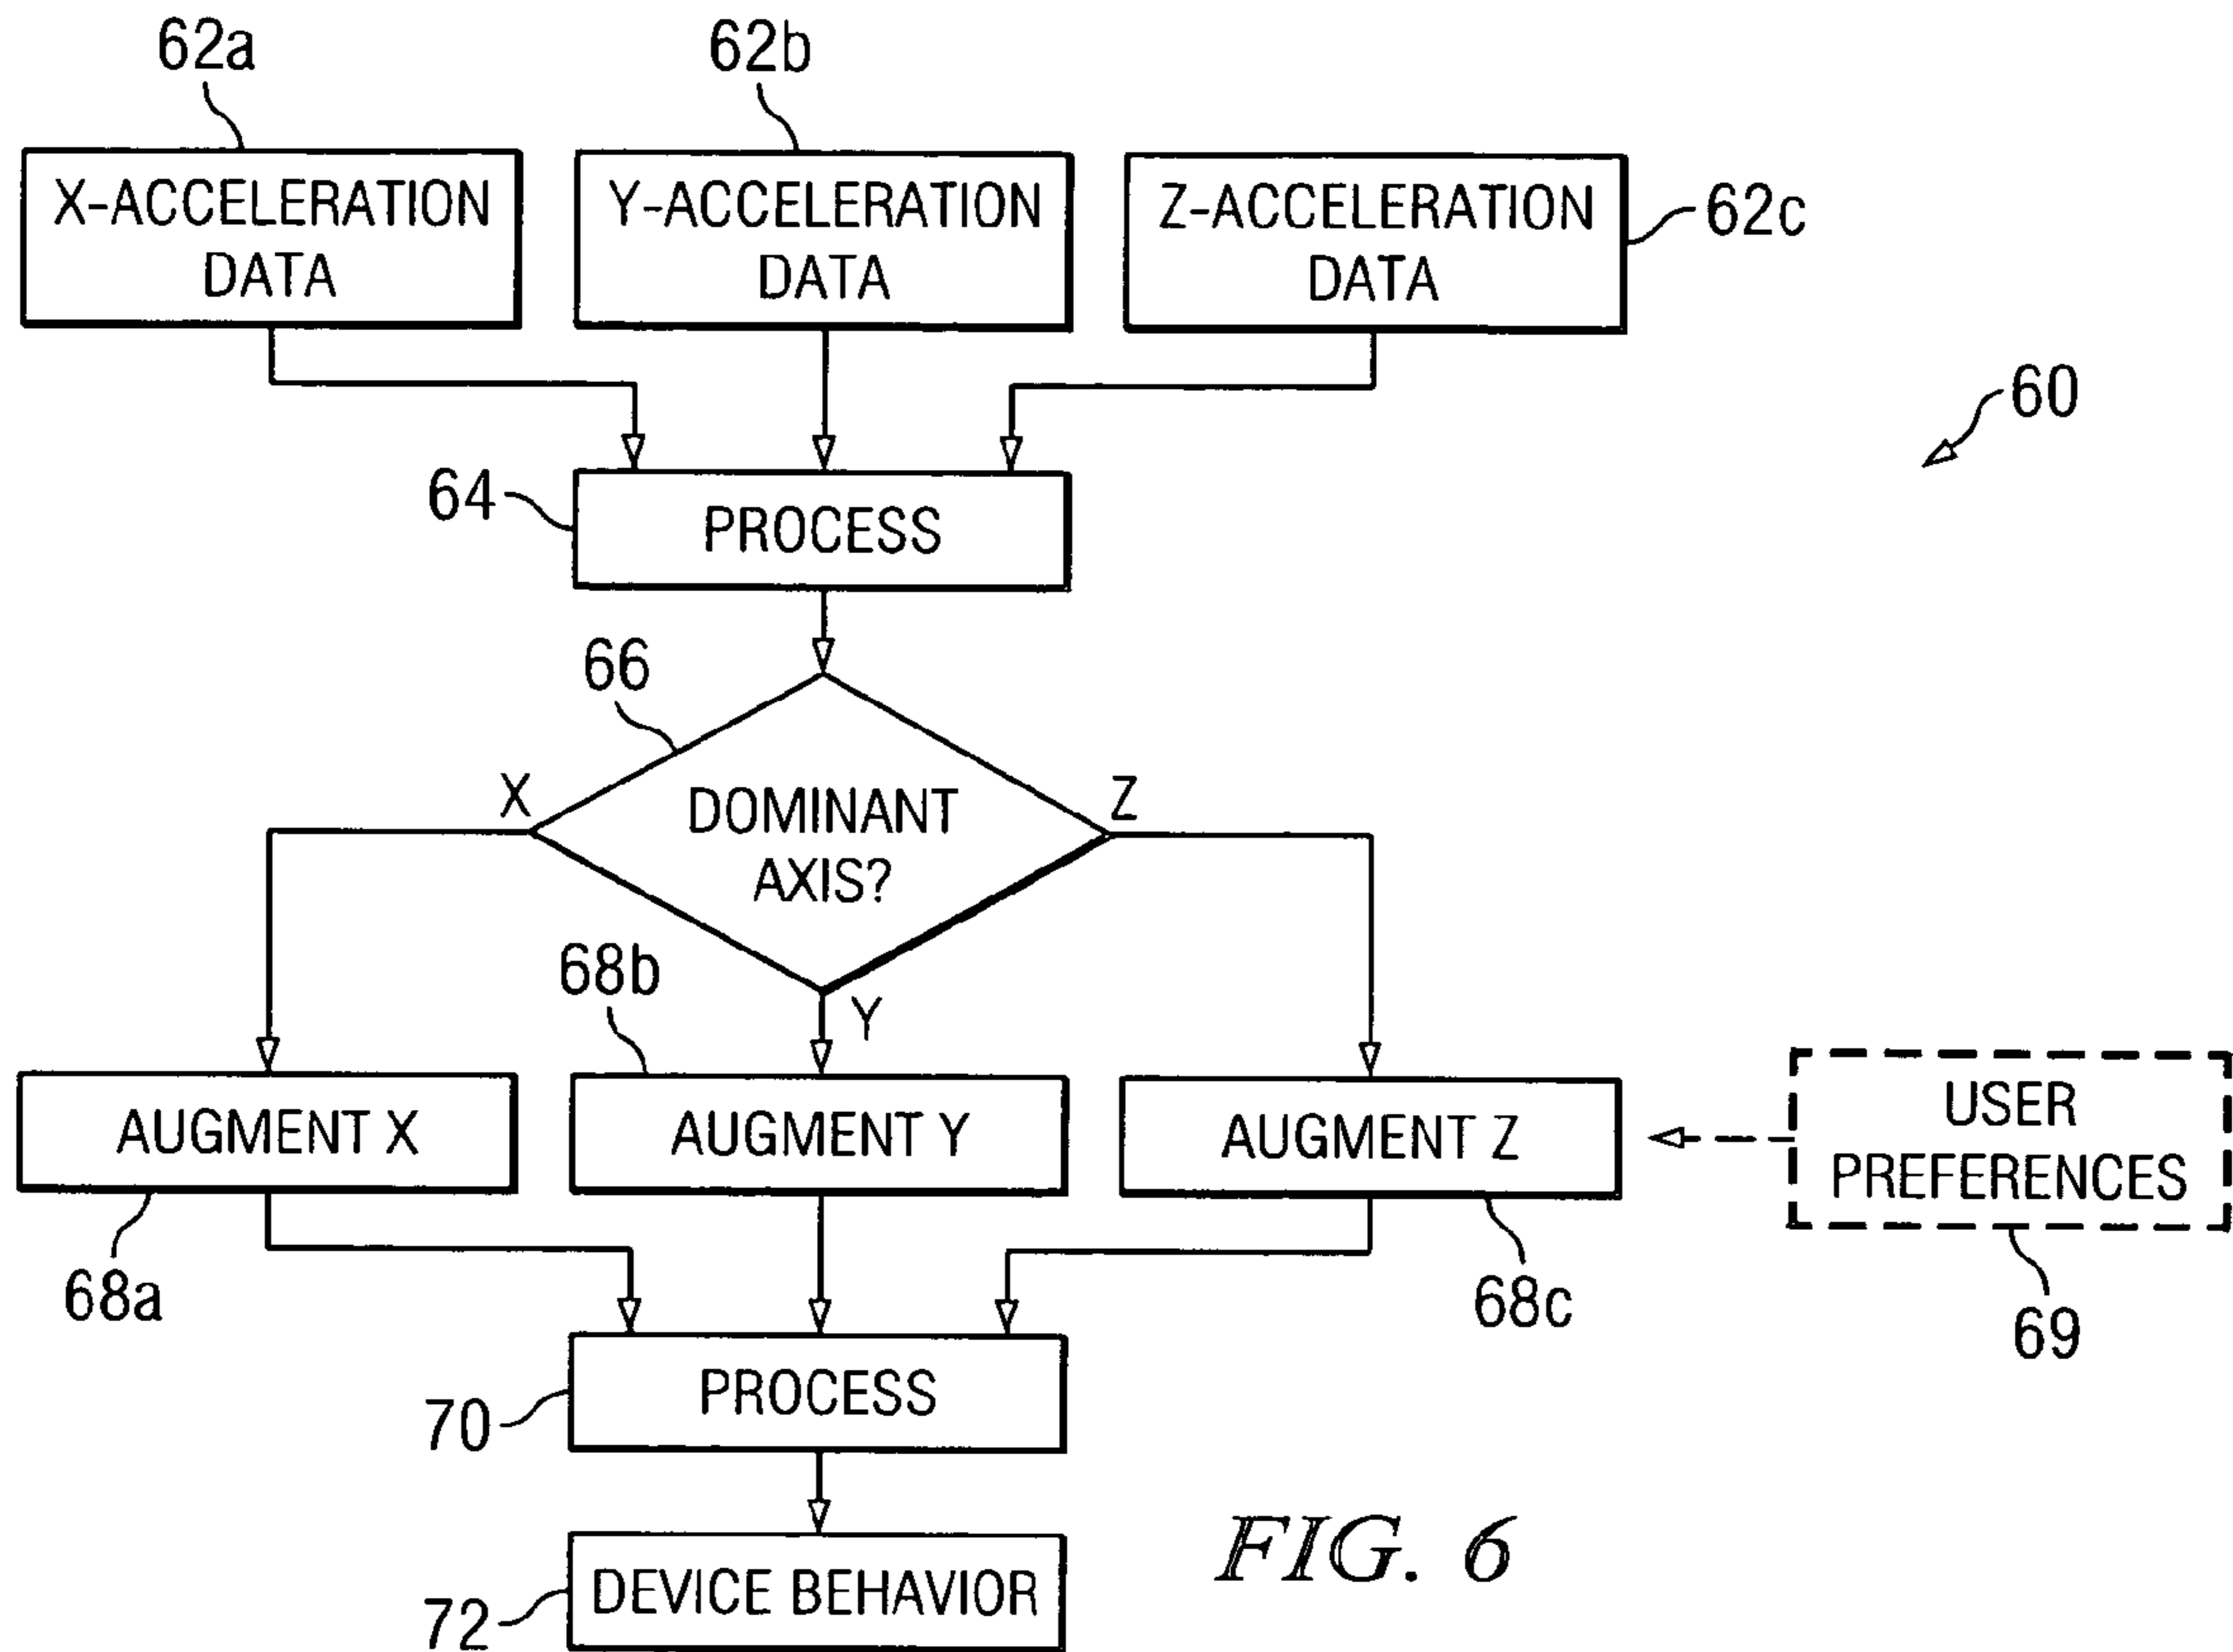 62a
62b
X-ACCELERATION
DATA
Y-ACCELERATION
DATA
Z-ACCELERATION
DATA
62c
60
64
PROCESS
66
X
DOMINANT
AXIS?
Z
Y
68b
AUGMENT X
AUGMENT Y
AUGMENT Z
USER
PREFERENCES
68a
68c
69
PROCESS
70
DEVICE BEHAVIOR
72
FIG. 6